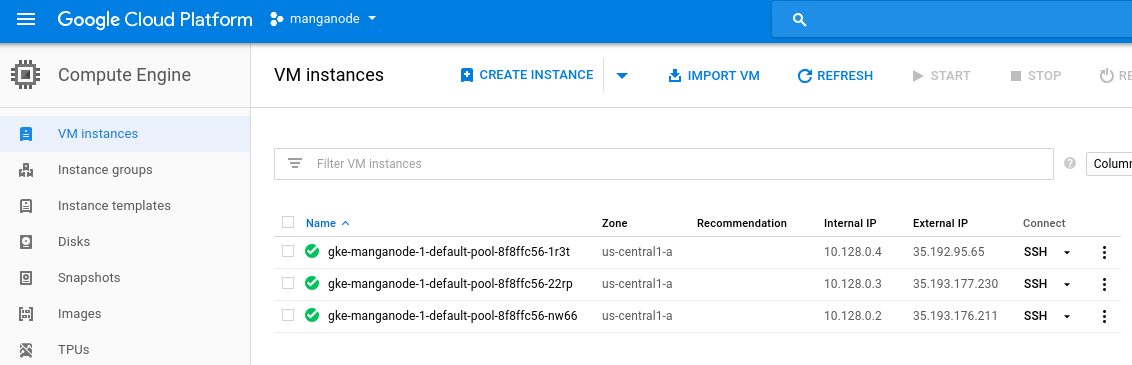 Google Cloud Platform manganode
Compute Engine
VM instances
CREATE INSTANCE
IMPORT VM
REFRESH
START
STOP
RE
VM instances
Instance groups
Instance templates
Disks
Snapshots
Images
TPUs
Filter VM instances
?
Colum
Name Zone Recommendation Internal IP External IP Connect
gke-manganode-1-default-pool-8f8ffc56-1r3t us-central1-a 10.128.0.4 35.192.95.65 SSH
gke-manganode-1-default-pool-8f8ffc56-22rp us-central1-a 10.128.0.3 35.193.177.230 SSH
gke-manganode-1-default-pool-8f8ffc56-nw66 us-central1-a 10.128.0.2 35.193.176.211 SSH